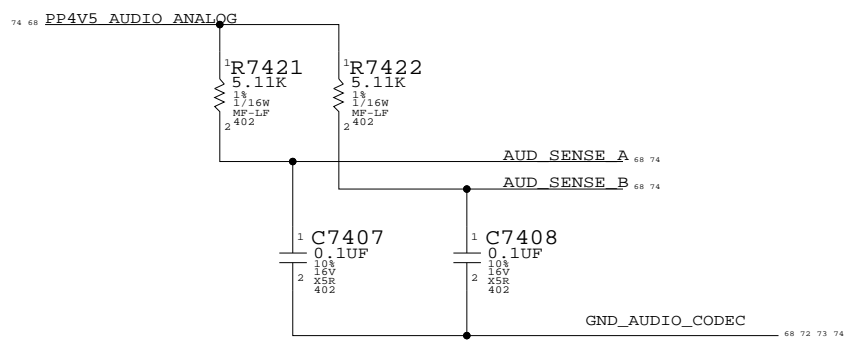 74 68 PP4V5_AUDIO_ANALOG
1 R7421
5.11K
1%
1/16W
MF-LF
2 402
1 R7422
5.11K
1%
1/16W
MF-LF
2 402
AUD_SENSE_A 68 74
AUD_SENSE_B 68 74
1 C7407
0.1UF
10%
16V
2 X5R
402
1 C7408
0.1UF
10%
16V
2 X5R
402
GND_AUDIO_CODEC 68 72 73 74